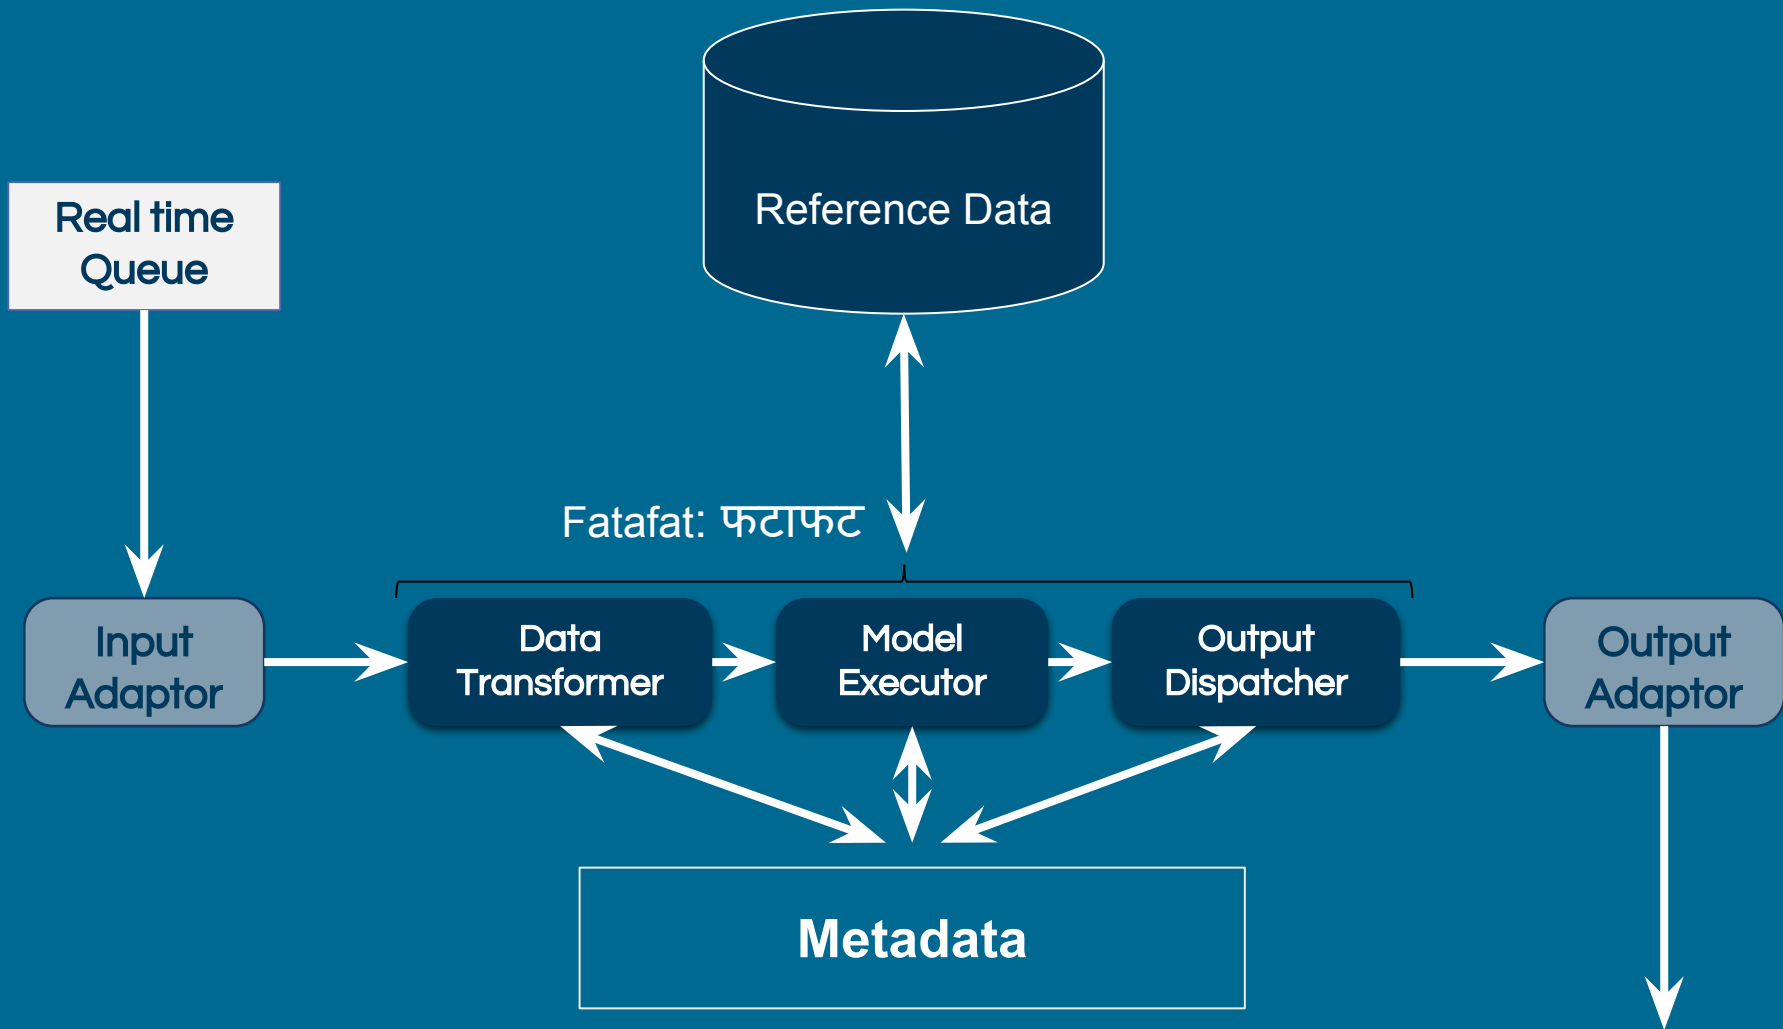 Reference Data
Real time
Queue
Fatafat: फटाफट
Input
Adaptor
Data
Transformer
Model
Executor
Output
Dispatcher
Output
Adaptor
Metadata